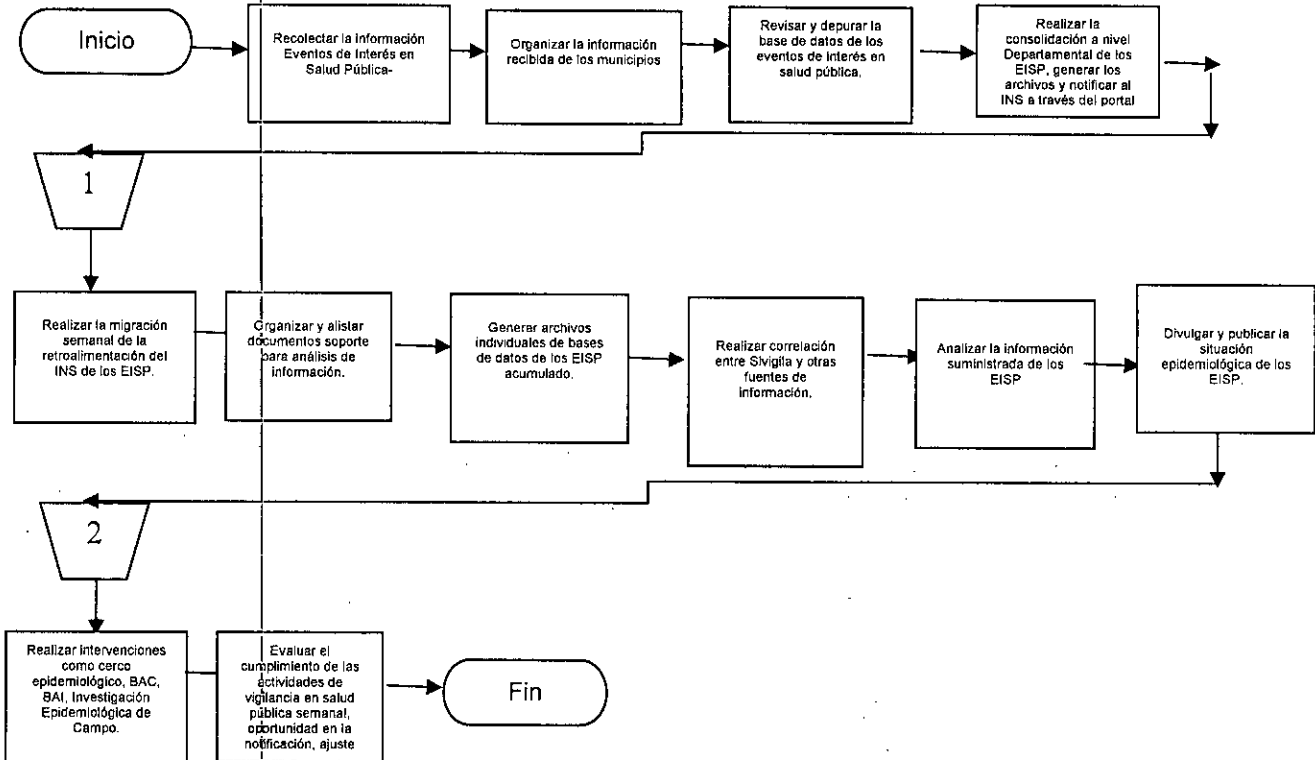 Inicio
Recolectar la Información
Eventos de Interés en
Salud Pública-
Organizar la información
recibida de los municipios
Revisar y depurar la
base de datos de los
eventos de interés en
salud pública.
Realizar la
consolidación a nivel
Departamental de los
EISP, generar los
archivos y notificar al
INS a través del portal
1
Realizar la migración
semanal de la
retroalimentación del
INS de los EISP.
Organizar y alistar
documentos soporte
para análisis de
información.
Generar archivos
individuales de bases
de datos de los EISP
acumulado.
Realizar correlación
entre Sivigila y otras
fuentes de
información.
Analizar la información
suministrada de los
EISP
Divulgar y publicar la
situación
epidemiológica de los
EISP.
2
Realizar intervenciones
como cerco
epidemiológico, BAC,
BAI, Investigación
Epidemiológica de
Campo.
Evaluar el
cumplimiento de las
actividades de
vigilancia en salud
pública semanal,
oportunidad en la
notificación, ajuste
Fin